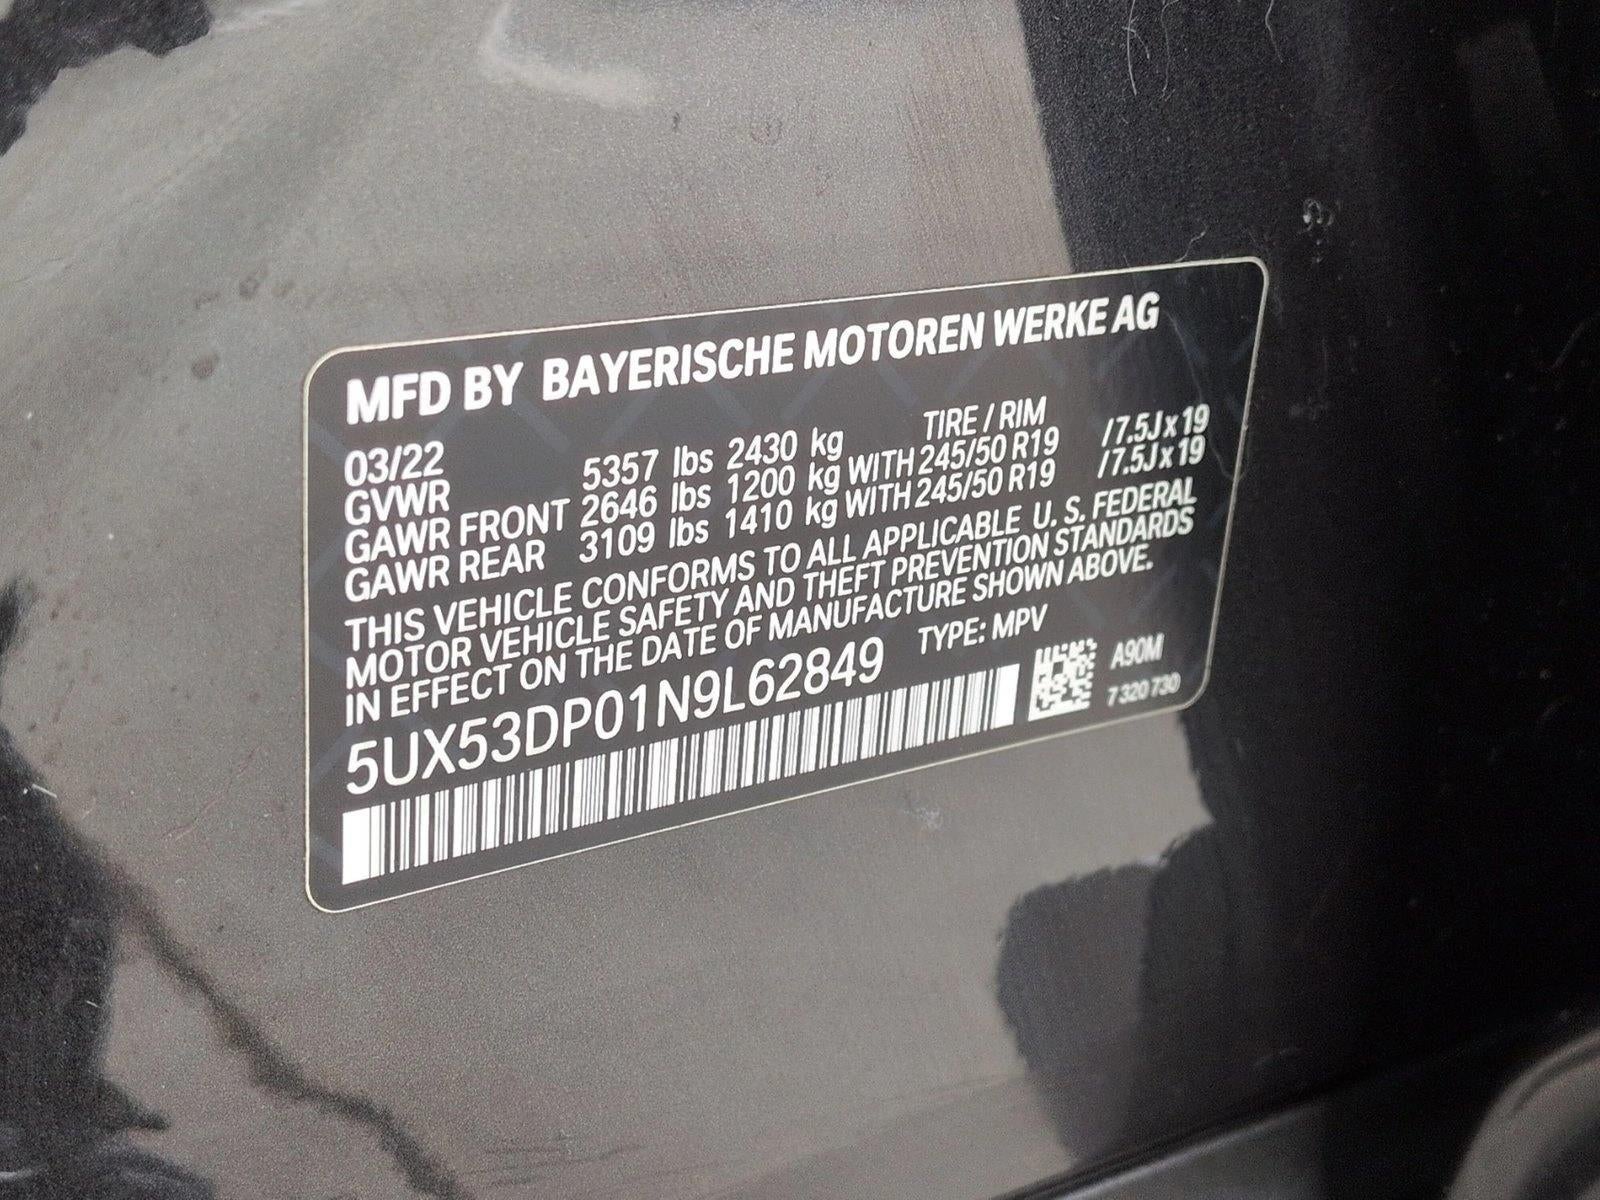 MFD BY BAYERISCHE MOTOREN WERKE AG
03/22 TIRE / RIM
GVWR 5357 lbs 2430 kg
GAWR FRONT 2646 lbs 1200 kg WITH 245/50 R19 /7.5J x 19
GAWR REAR 3109 lbs 1410 kg WITH 245/50 R19 /7.5J x 19
THIS VEHICLE CONFORMS TO ALL APPLICABLE U. S. FEDERAL
MOTOR VEHICLE SAFETY AND THEFT PREVENTION STANDARDS
IN EFFECT ON THE DATE OF MANUFACTURE SHOWN ABOVE.
5UX53DP01N9L62849 TYPE: MPV
A90M
7 320 730